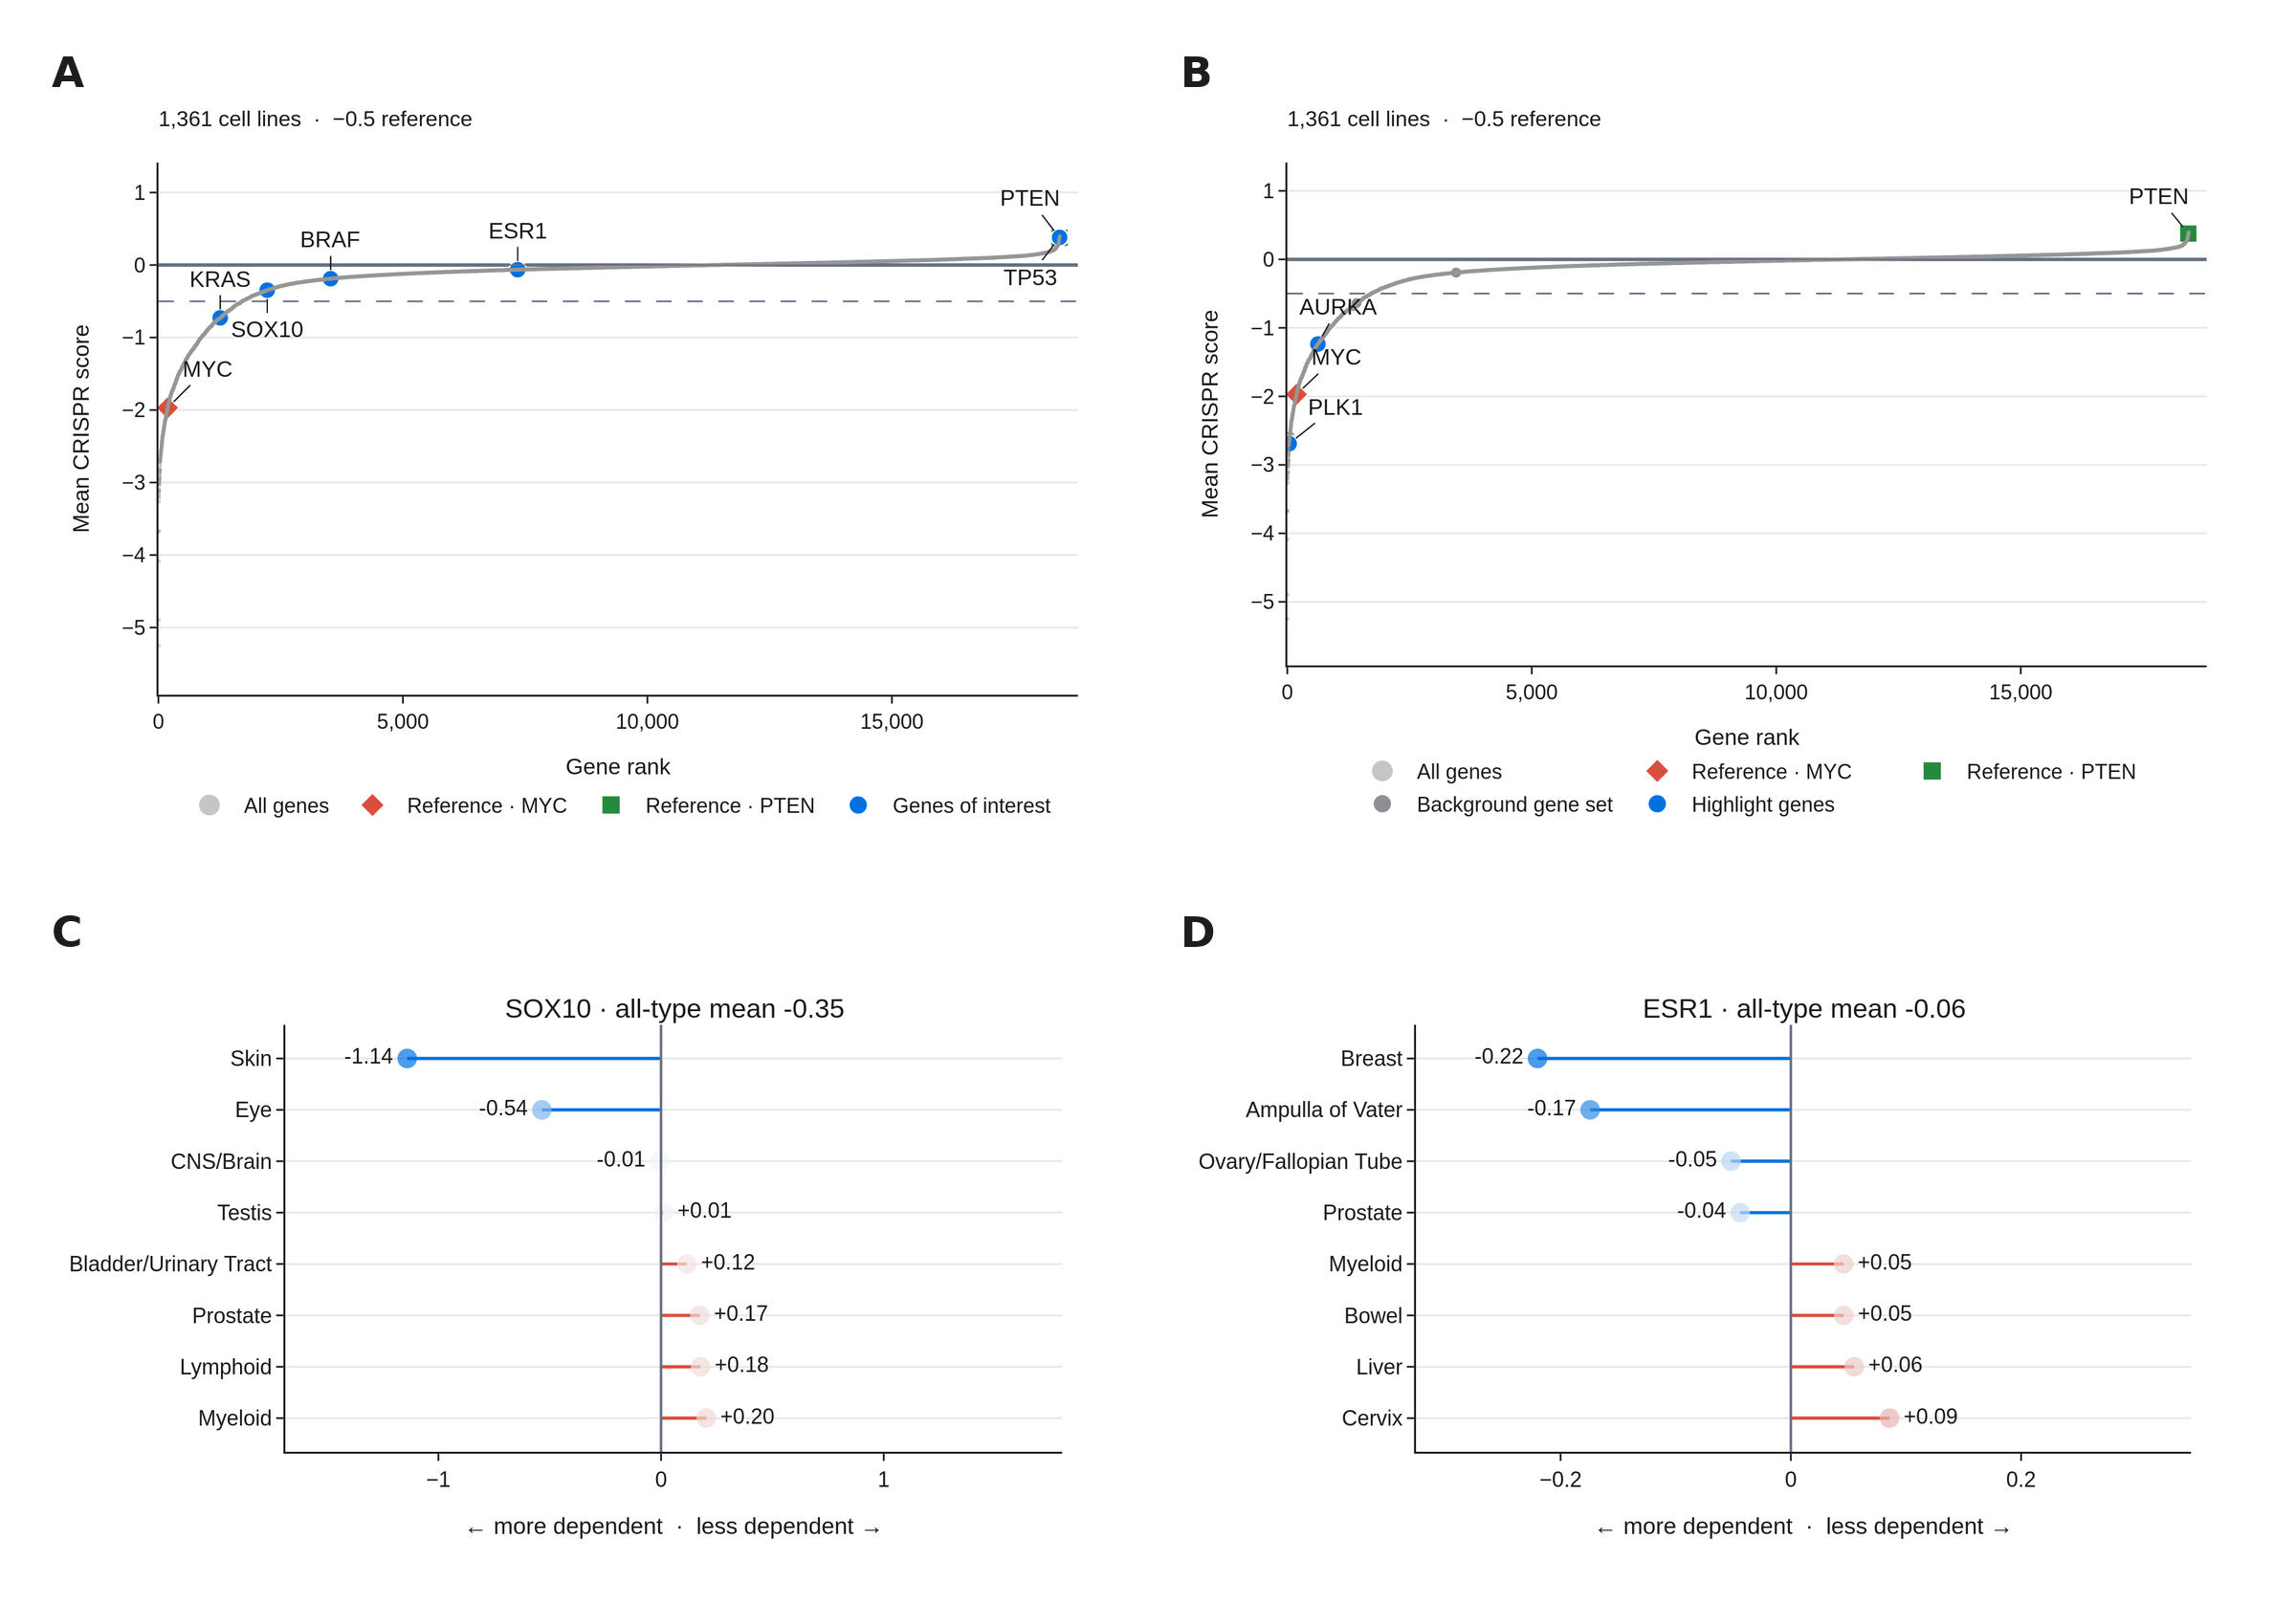 A
1,361 cell lines · −0.5 reference
1
0
−1
−2
−3
−4
−5
Mean CRISPR score
PTEN
TP53
ESR1
BRAF
KRAS
SOX10
MYC
0
5,000
10,000
15,000
Gene rank
All genes
Reference · MYC
Reference · PTEN
Genes of interest
B
1,361 cell lines · −0.5 reference
1
0
−1
−2
−3
−4
−5
Mean CRISPR score
PTEN
AURKA
MYC
PLK1
0
5,000
10,000
15,000
Gene rank
All genes
Reference · MYC
Reference · PTEN
Background gene set
Highlight genes
C
SOX10 · all-type mean -0.35
Skin
-1.14
Eye
-0.54
CNS/Brain
-0.01
Testis
+0.01
Bladder/Urinary Tract
+0.12
Prostate
+0.17
Lymphoid
+0.18
Myeloid
+0.20
−1
0
1
← more dependent · less dependent →
D
ESR1 · all-type mean -0.06
Breast
-0.22
Ampulla of Vater
-0.17
Ovary/Fallopian Tube
-0.05
Prostate
-0.04
Myeloid
+0.05
Bowel
+0.05
Liver
+0.06
Cervix
+0.09
−0.2
0
0.2
← more dependent · less dependent →